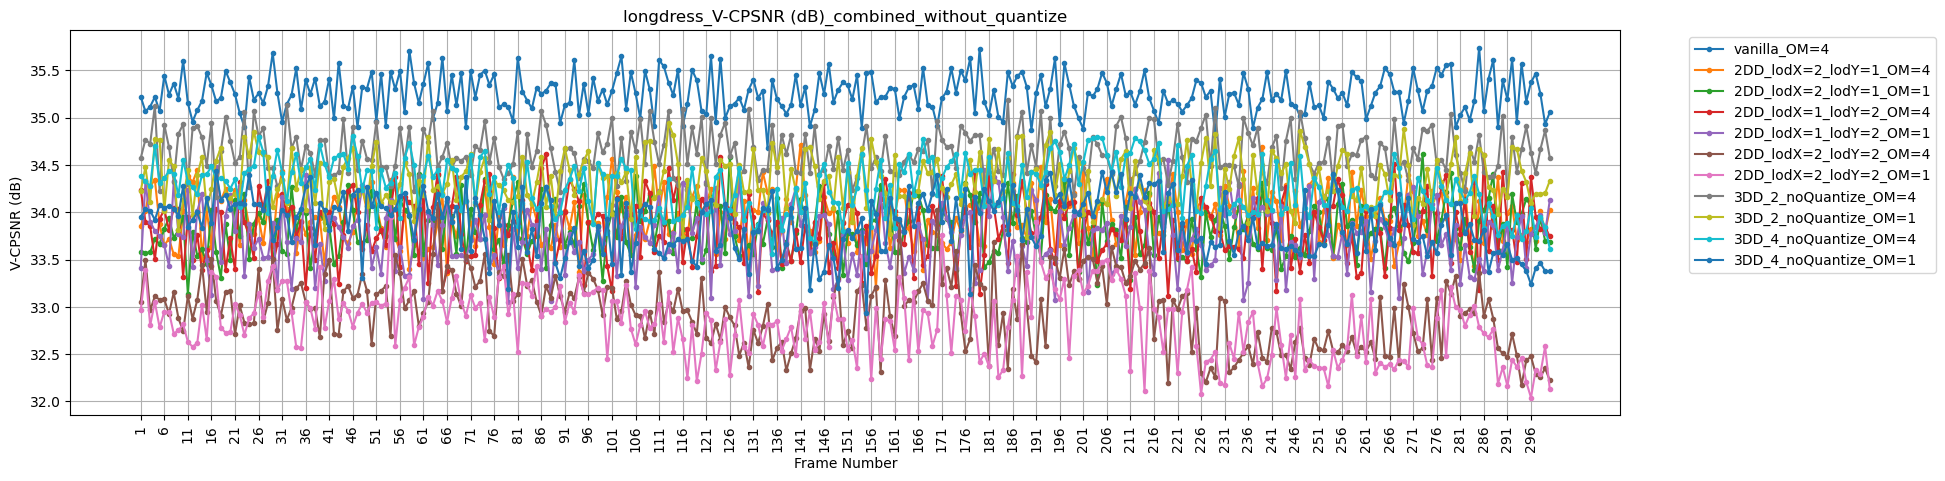 longdress_V-CPSNR (dB)_combined_without_quantize
V-CPSNR (dB)
35.5
35.0
34.5
34.0
33.5
33.0
32.5
32.0
1 6 11 16 21 26 31 36 41 46 51 56 61 66 71 76 81 86 91 96 101 106 111 116 121 126 131 136 141 146 151 156 161 166 171 176 181 186 191 196 201 206 211 216 221 226 231 236 241 246 251 256 261 266 271 276 281 286 291 296
Frame Number
vanilla_OM=4
2DD_lodX=2_lodY=1_OM=4
2DD_lodX=2_lodY=1_OM=1
2DD_lodX=1_lodY=2_OM=4
2DD_lodX=1_lodY=2_OM=1
2DD_lodX=2_lodY=2_OM=4
2DD_lodX=2_lodY=2_OM=1
3DD_2_noQuantize_OM=4
3DD_2_noQuantize_OM=1
3DD_4_noQuantize_OM=4
3DD_4_noQuantize_OM=1